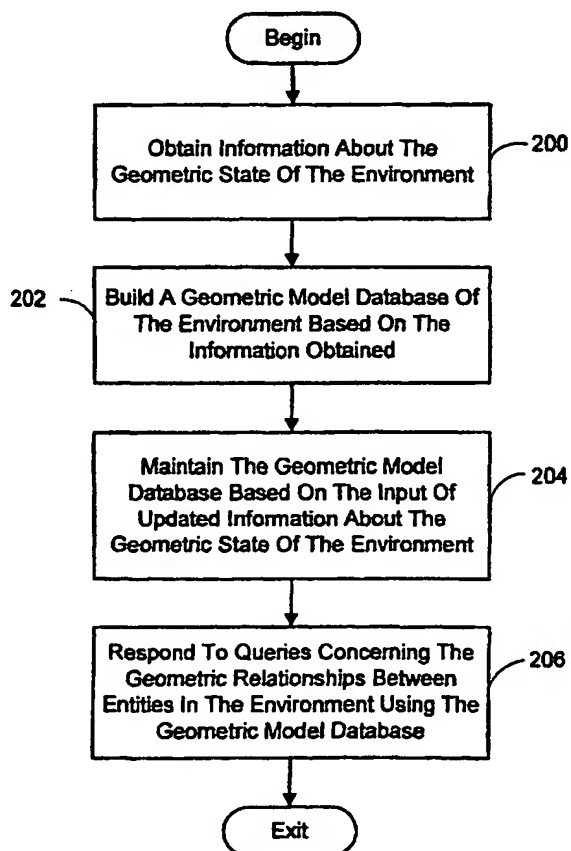 Begin
Obtain Information About The
Geometric State Of The Environment
200
202
Build A Geometric Model Database Of
The Environment Based On The
Information Obtained
Maintain The Geometric Model
Database Based On The Input Of
Updated Information About The
Geometric State Of The Environment
204
Respond To Queries Concerning The
Geometric Relationships Between
Entities In The Environment Using The
Geometric Model Database
206
Exit